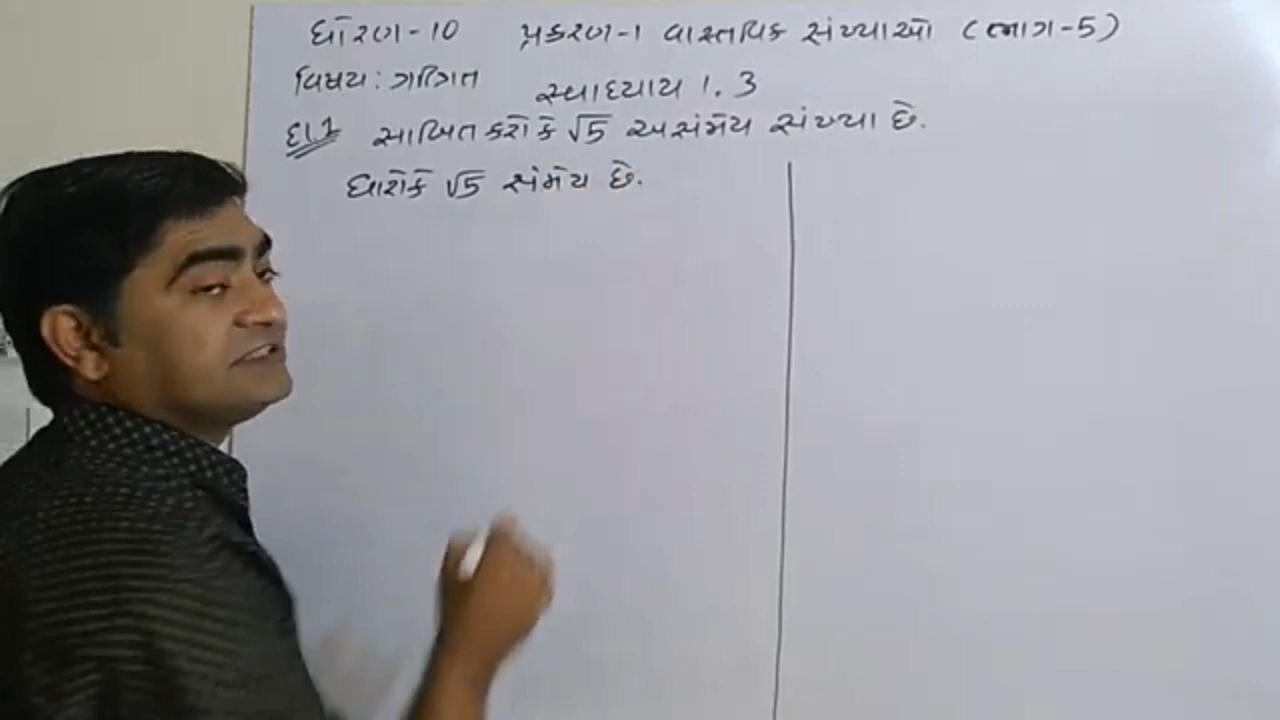 ધોરણ-10 પ્રકરણ-1 વાસ્તવિક સંખ્યાઓ (ભાગ-5)
વિષય: ગણિત સ્વાધ્યાય 1.3
દા.1 સાબિત કરો કે √5 અસંમેય સંખ્યા છે.
ધારોકે √5 સંમેય છે.